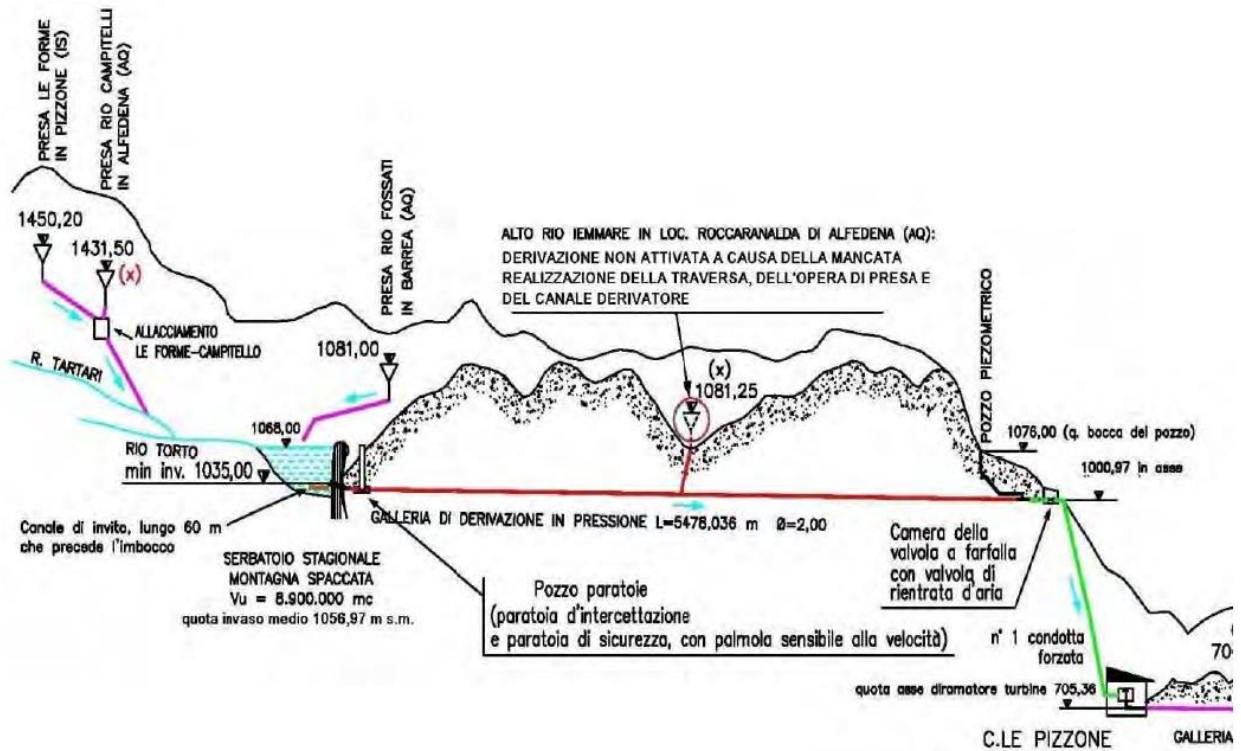 PRESA LE FORME
IN PIZZONE (IS)
PRESA RIO CAMPITELLI
IN ALFEDENA (AQ)
1450,20
1431,50
(x)
ALLACCIAMENTO
LE FORME-CAMPITELLO
R. TARTARI
PRESA RIO FOSSATI
IN BARREA (AQ)
1081,00
1068,00
RIO TORTO
min inv. 1035,00
Canale di invito, lungo 60 m
che precede l'imbocco
SERBATOIO STAGIONALE
MONTAGNA SPACCATA
Vu = 8.900.000 mc
quota invaso medio 1056,97 m s.m.
ALTO RIO IEMMARE IN LOC. ROCCARANALDA DI ALFEDENA (AQ):
DERIVAZIONE NON ATTIVATA A CAUSA DELLA MANCATA
REALIZZAZIONE DELLA TRAVERSA, DELL'OPERA DI PRESA E
DEL CANALE DERIVATORE
(x)
1081,25
GALLERIA DI DERIVAZIONE IN PRESSIONE L=5478,036 m Ø=2,00
Pozzo paratoie
(paratoia d'intercettazione
e paratoia di sicurezza, con palmola sensibile alla velocità)
POZZO PIEZOMETRICO
1076,00 (q. bocca del pozzo)
1000,97 in asse
Camera della
valvola a farfalla
con valvola di
rientrata d'aria
n° 1 condotta
forzata
quota asse diramatore turbine 705,36
C.LE PIZZONE
70
GALLERIA